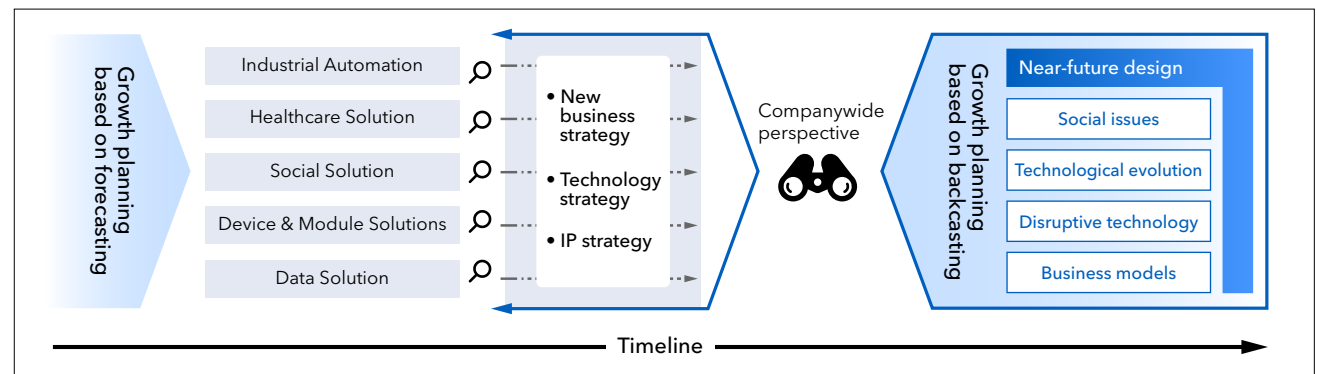 Growth planning
based on forecasting
Industrial Automation
Healthcare Solution
Social Solution
Device & Module Solutions
Data Solution
• New
business
strategy
• Technology
strategy
• IP strategy
Companywide
perspective
Growth planning
based on backcasting
Near-future design
Social issues
Technological evolution
Disruptive technology
Business models
Timeline